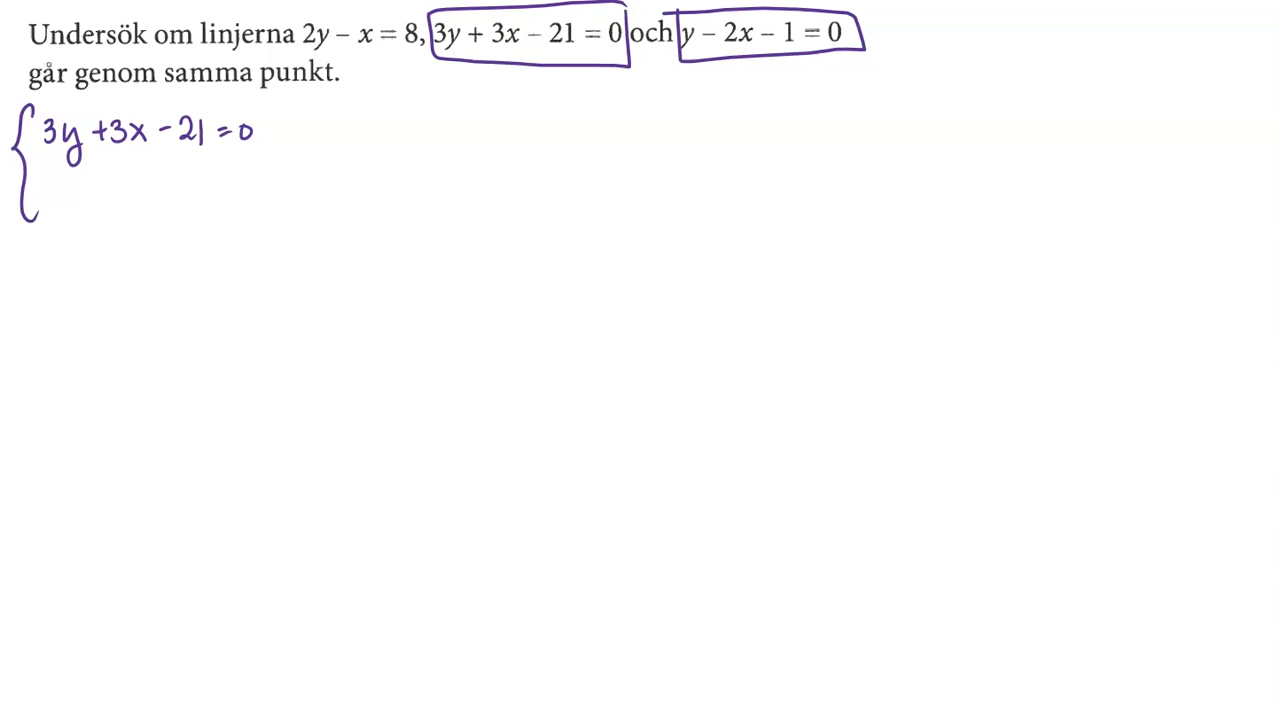 Undersök om linjerna 2y – x = 8, 3y + 3x – 21 = 0 och y – 2x – 1 = 0
går genom samma punkt.
3y +3x -21 =0